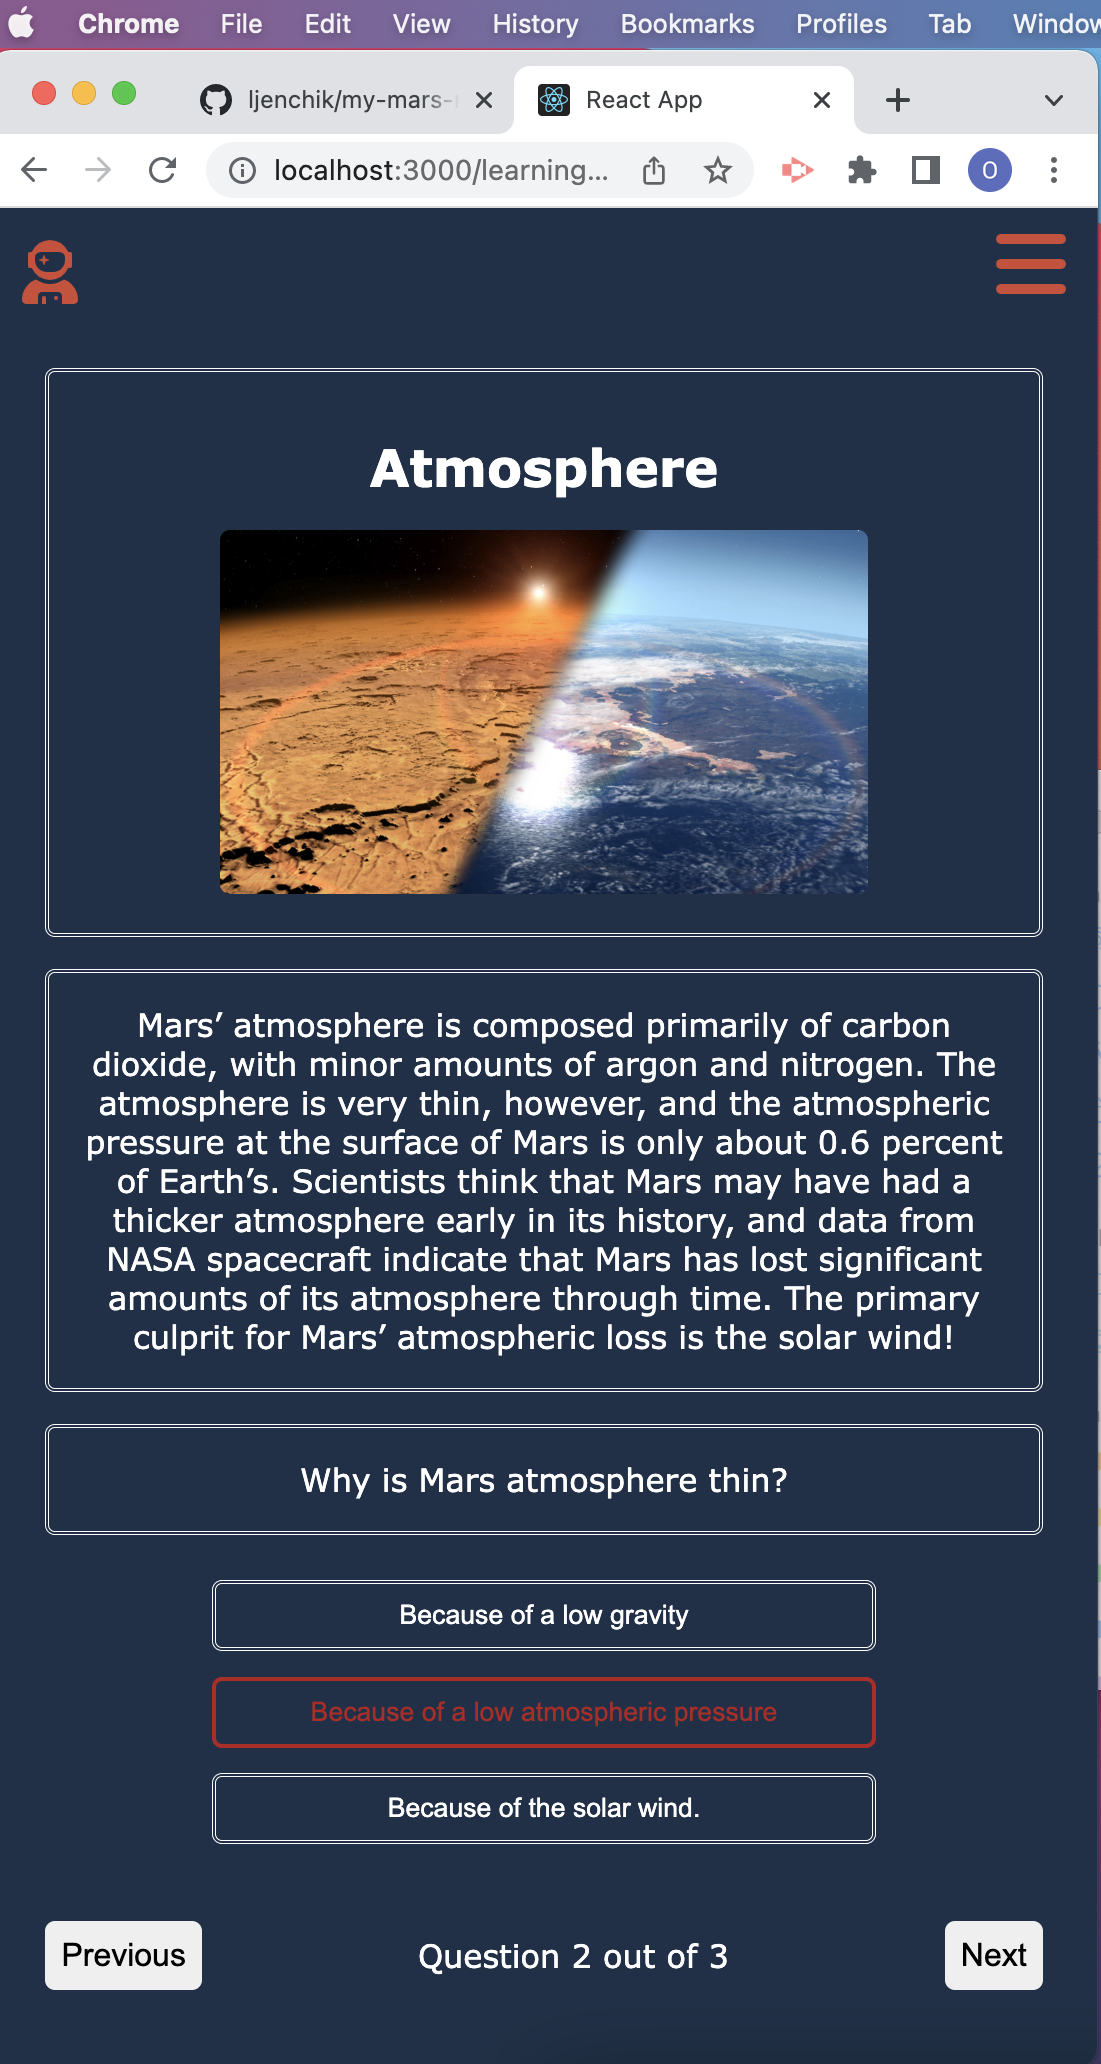 Chrome File Edit View History Bookmarks Profiles Tab Window
ljenchik/my-mars- React App
localhost:3000/learning... O
Atmosphere
Mars’ atmosphere is composed primarily of carbon
dioxide, with minor amounts of argon and nitrogen. The
atmosphere is very thin, however, and the atmospheric
pressure at the surface of Mars is only about 0.6 percent
of Earth’s. Scientists think that Mars may have had a
thicker atmosphere early in its history, and data from
NASA spacecraft indicate that Mars has lost significant
amounts of its atmosphere through time. The primary
culprit for Mars’ atmospheric loss is the solar wind!
Why is Mars atmosphere thin?
Because of a low gravity
Because of a low atmospheric pressure
Because of the solar wind.
Previous Question 2 out of 3 Next